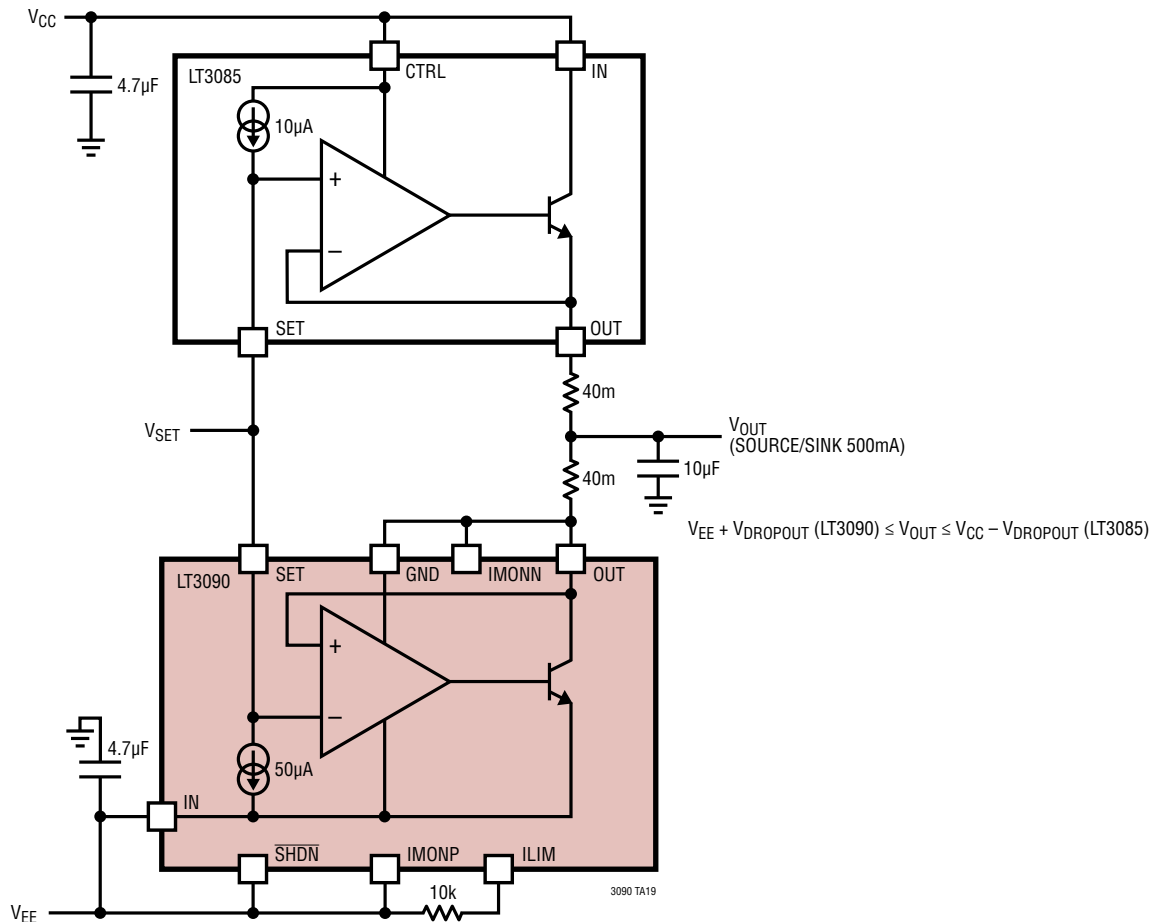 VCC
4.7µF
LT3085
CTRL
IN
10µA
+
–
SET
OUT
40m
VSET
VOUT
(SOURCE/SINK 500mA)
10µF
40m
VEE + VDROPOUT (LT3090) ≤ VOUT ≤ VCC – VDROPOUT (LT3085)
LT3090
SET
GND
IMONN
OUT
+
–
4.7µF
50µA
IN
SHDN
IMONP
ILIM
3090 TA19
10k
VEE